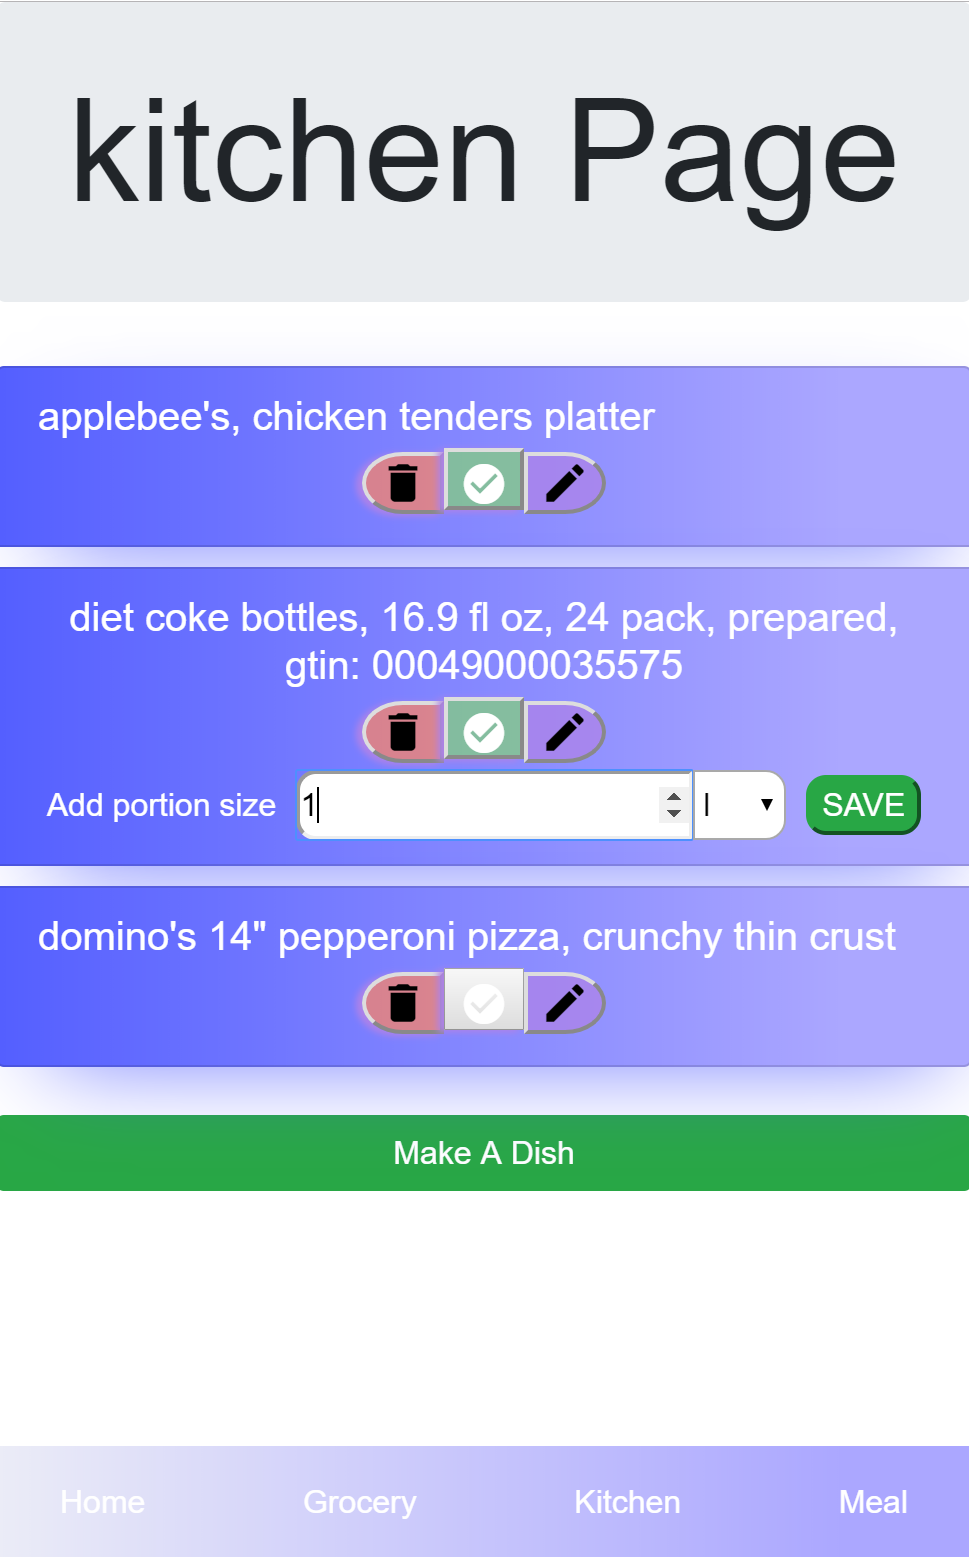 kitchen Page
applebee's, chicken tenders platter
diet coke bottles, 16.9 fl oz, 24 pack, prepared,
gtin: 00049000035575
Add portion size 1 l SAVE
domino's 14" pepperoni pizza, crunchy thin crust
Make A Dish
Home Grocery Kitchen Meal